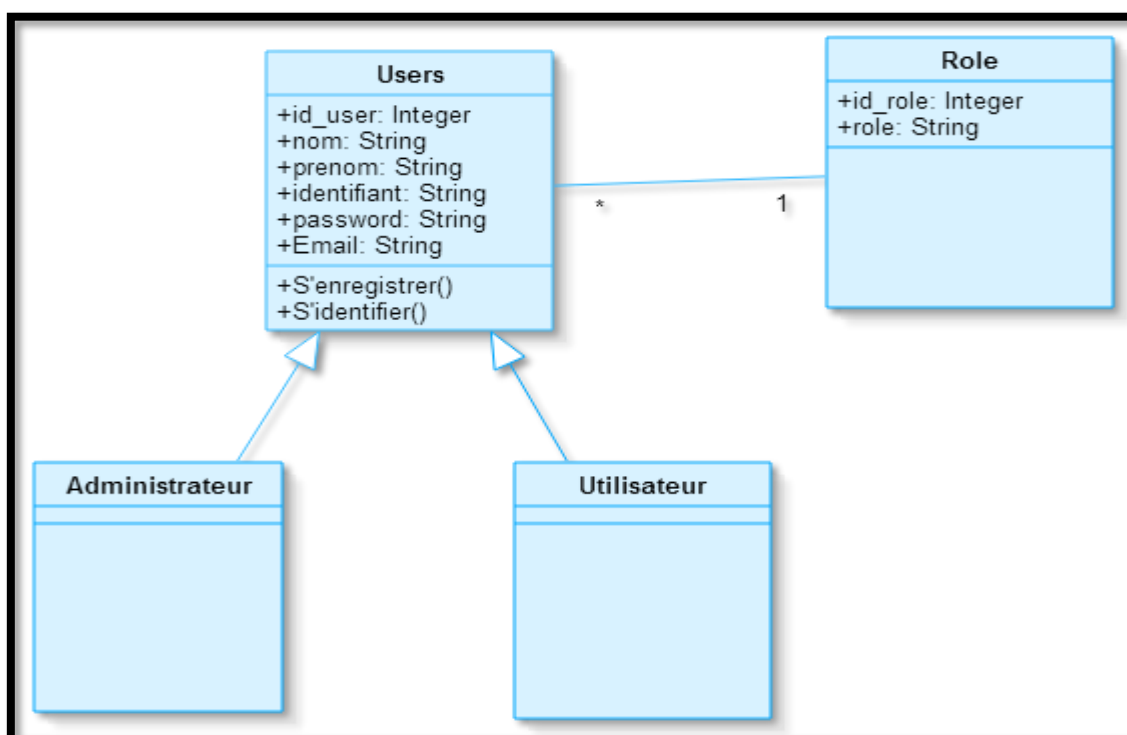 Users
+id_user: Integer
+nom: String
+prenom: String
+identifiant: String
+password: String
+Email: String
+S'enregistrer()
+S'identifier()
Role
+id_role: Integer
+role: String
*
1
Administrateur
Utilisateur